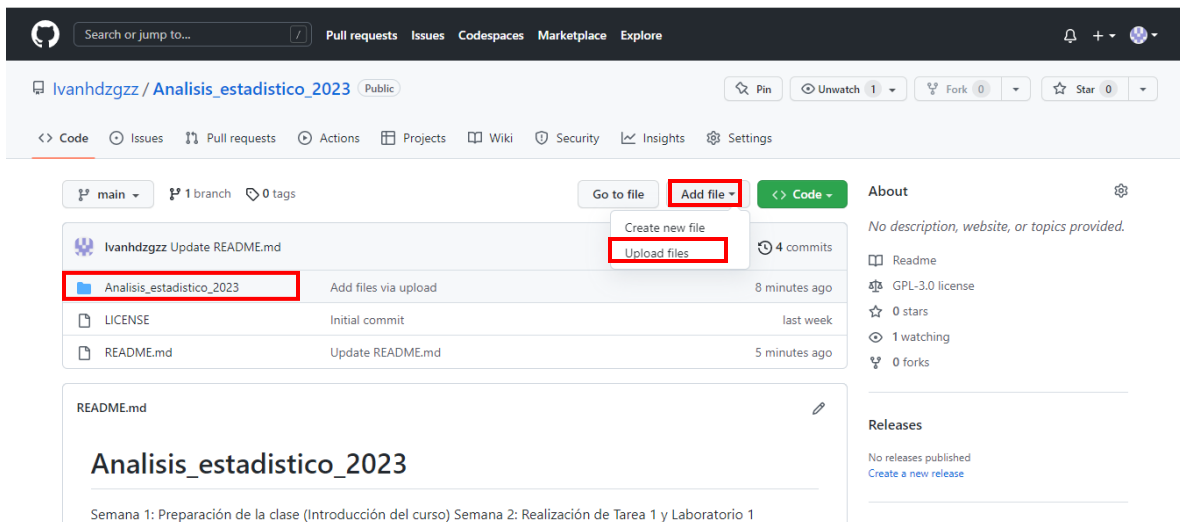 Search or jump to... /
Pull requests Issues Codespaces Marketplace Explore
Ivanhdzgzz / Analisis_estadistico_2023 Public
Pin
Unwatch 1
Fork 0
Star 0
<> Code Issues Pull requests Actions Projects Wiki Security Insights Settings
main 1 branch 0 tags
Go to file Add file <> Code
Create new file
Upload files
Ivanhdzgzz Update README.md
4 commits
Analisis_estadistico_2023 Add files via upload 8 minutes ago
LICENSE Initial commit last week
README.md Update README.md 5 minutes ago
README.md
Analisis_estadistico_2023
Semana 1: Preparación de la clase (Introducción del curso) Semana 2: Realización de Tarea 1 y Laboratorio 1
About
No description, website, or topics provided.
Readme
GPL-3.0 license
0 stars
1 watching
0 forks
Releases
No releases published
Create a new release